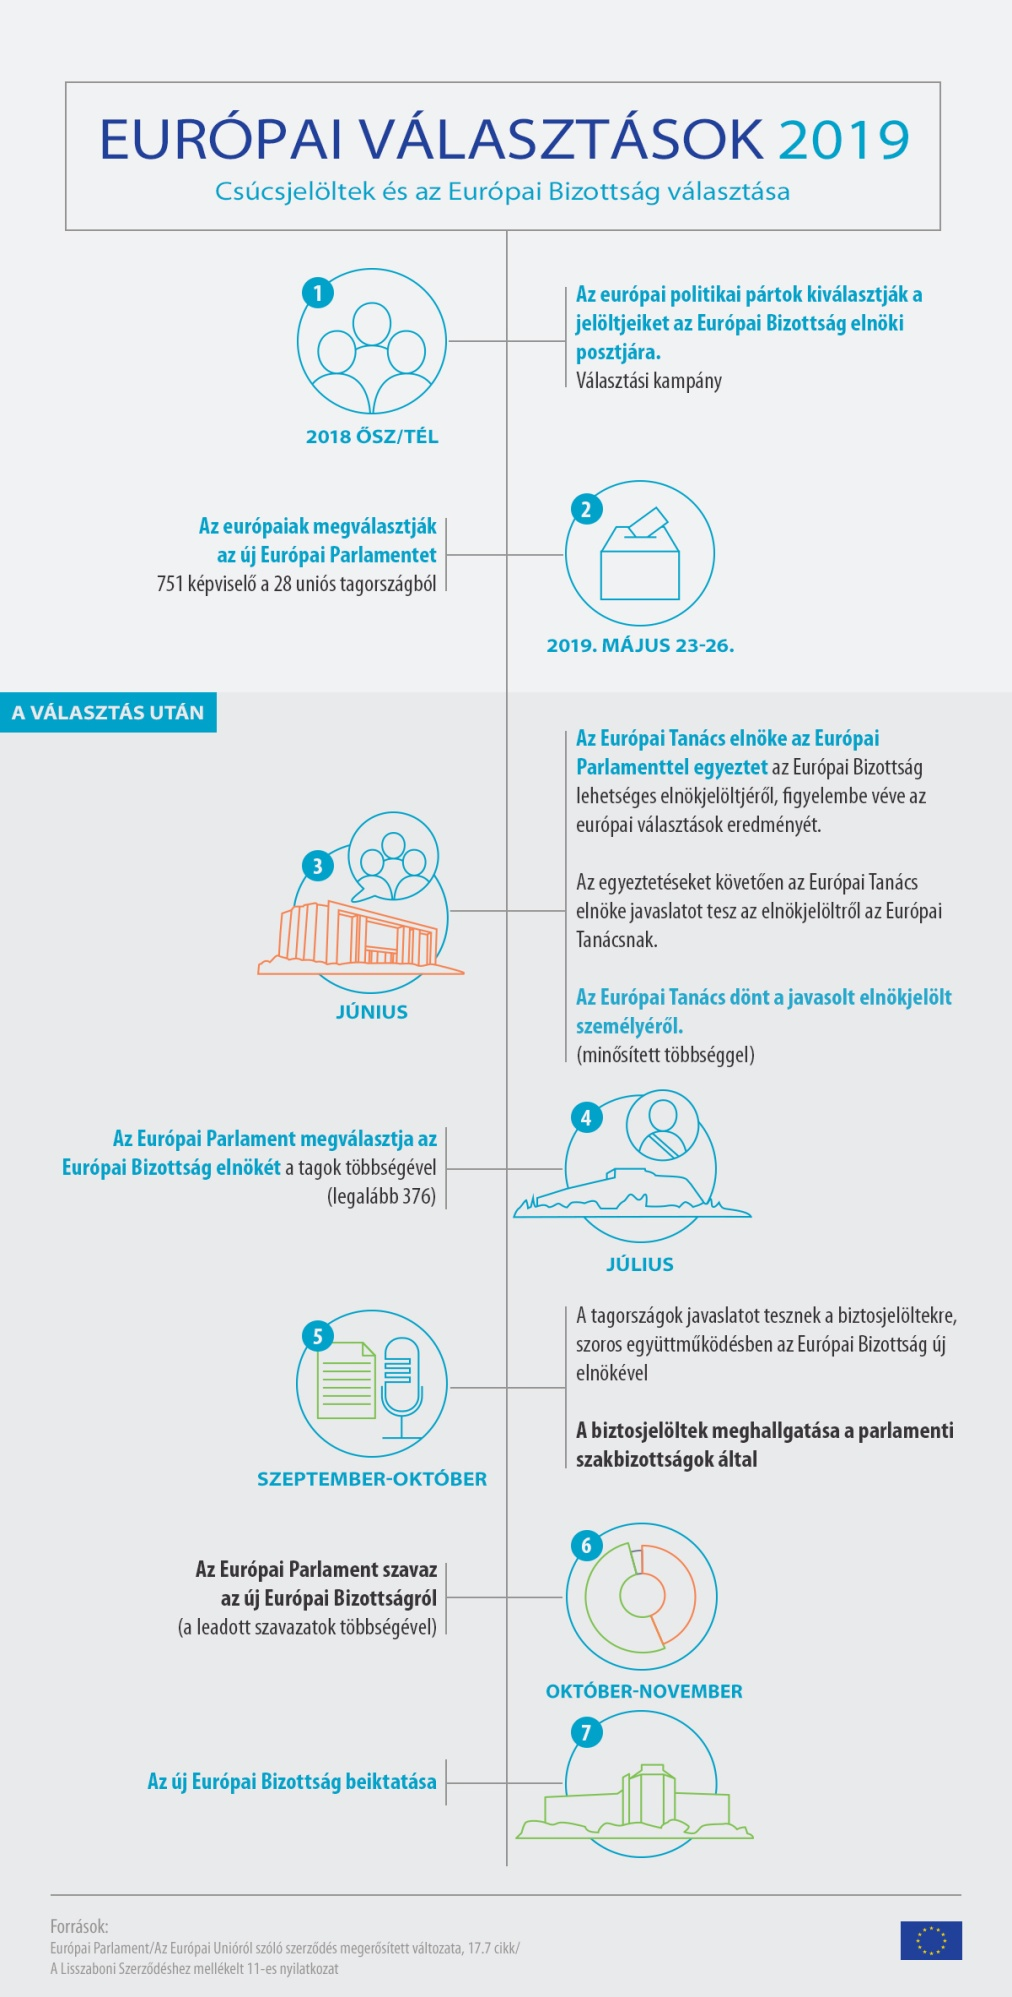 EURÓPAI VÁLASZTÁSOK 2019
Csúcsjelöltek és az Európai Bizottság választása
1
2018 ŐSZ/TÉL
Az európai politikai pártok kiválasztják a
jelöltjeiket az Európai Bizottság elnöki
posztjára.
Választási kampány
Az európaiak megválasztják
az új Európai Parlamentet
751 képviselő a 28 uniós tagországból
2
2019. MÁJUS 23-26.
A VÁLASZTÁS UTÁN
3
JÚNIUS
Az Európai Tanács elnöke az Európai
Parlamenttel egyeztet az Európai Bizottság
lehetséges elnökjelöltjéről, figyelembe véve az
európai választások eredményét.
Az egyeztetéseket követően az Európai Tanács
elnöke javaslatot tesz az elnökjelöltről az Európai
Tanácsnak.
Az Európai Tanács dönt a javasolt elnökjelölt
személyéről.
(minősített többséggel)
Az Európai Parlament megválasztja az
Európai Bizottság elnökét a tagok többségével
(legalább 376)
4
JÚLIUS
5
SZEPTEMBER-OKTÓBER
A tagországok javaslatot tesznek a biztosjelöltekre,
szoros együttműködésben az Európai Bizottság új
elnökével
A biztosjelöltek meghallgatása a parlamenti
szakbizottságok által
Az Európai Parlament szavaz
az új Európai Bizottságról
(a leadott szavazatok többségével)
6
OKTÓBER-NOVEMBER
Az új Európai Bizottság beiktatása
7
Források:
Európai Parlament/Az Európai Unióról szóló szerződés megerősített változata, 17.7 cikk/
A Lisszaboni Szerződéshez mellékelt 11-es nyilatkozat